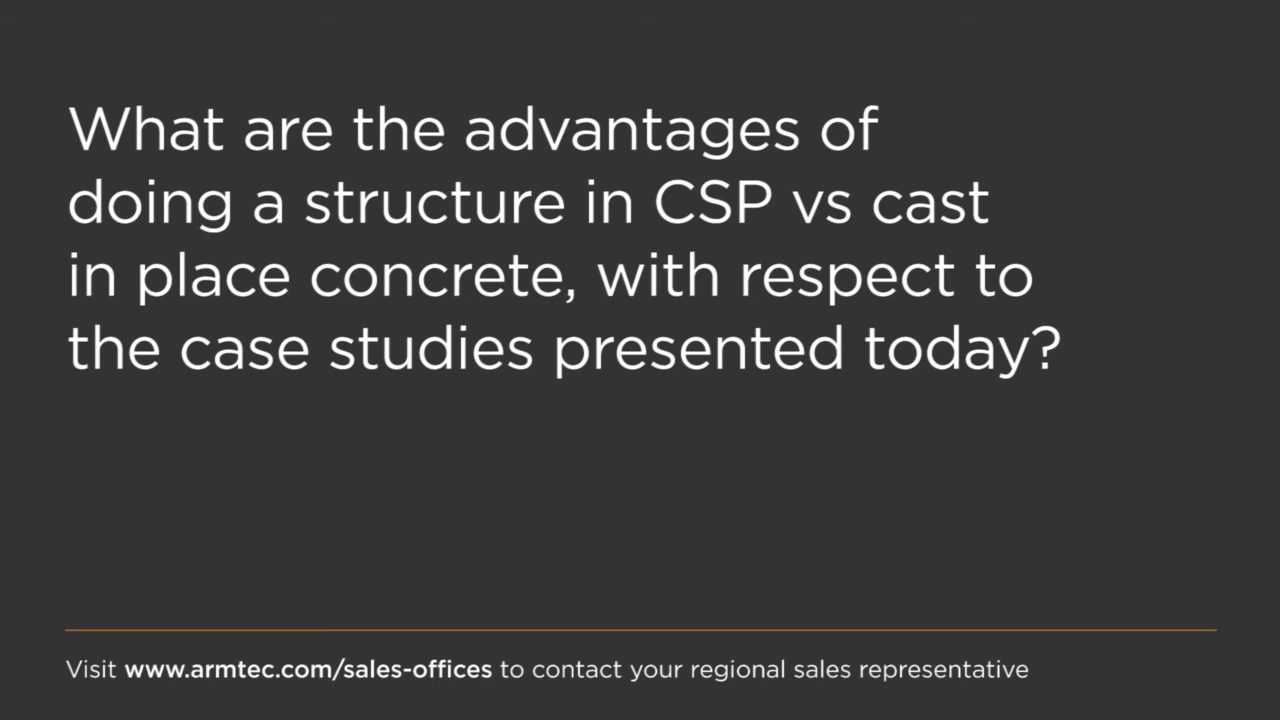 What are the advantages of
doing a structure in CSP vs cast
in place concrete, with respect to
the case studies presented today?
Visit www.armtec.com/sales-offices to contact your regional sales representative